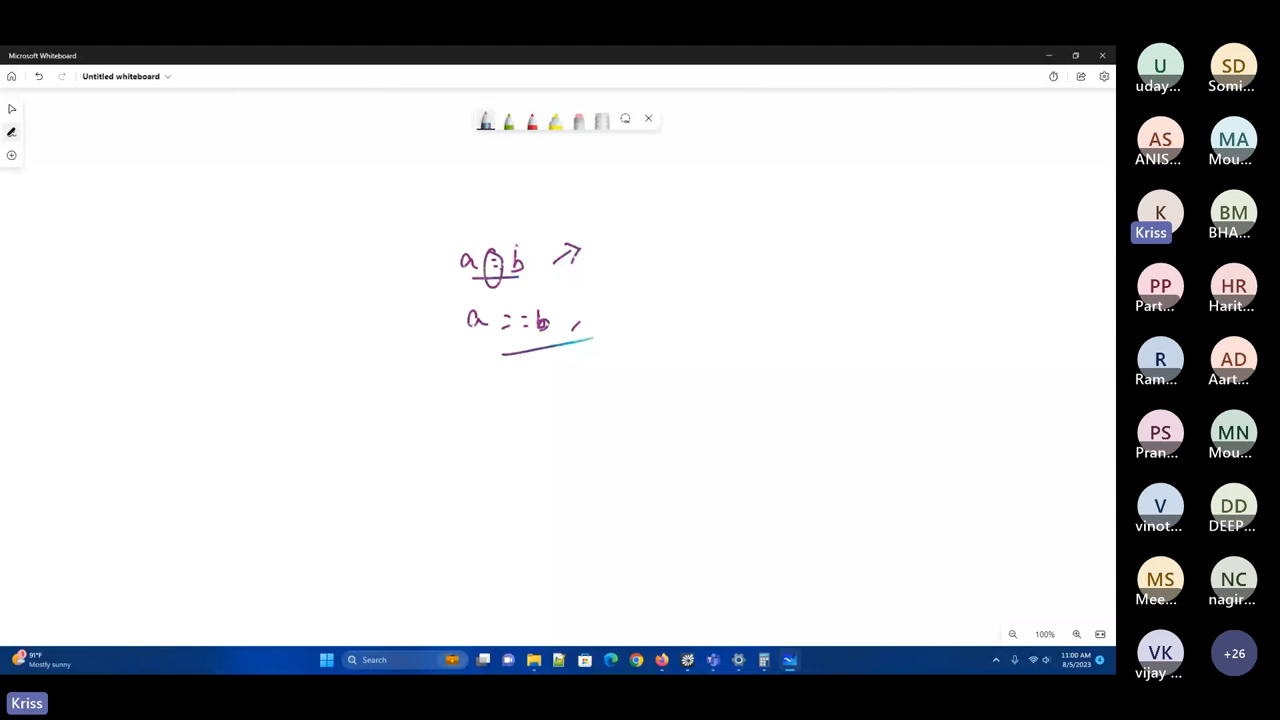 Microsoft Whiteboard
Untitled whiteboard
a = b
a = = b
100%
91°F
Mostly sunny
Search
11:00 AM
8/5/2023
Kriss
U
uday...
SD
Somi...
AS
ANIS...
MA
Mou...
K
Kriss
BM
BHA...
PP
Part...
HR
Harit...
R
Ram...
AD
Aart...
PS
Pran...
MN
Mou...
V
vinot...
DD
DEEP...
MS
Mee...
NC
nagir...
VK
vijay ...
+26